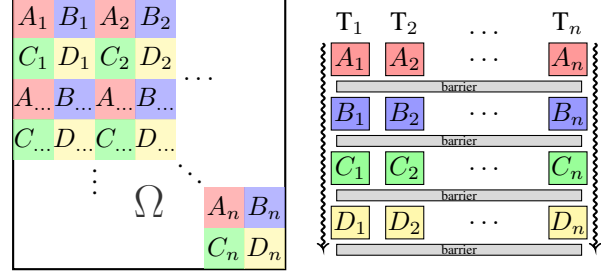 A₁ B₁ A₂ B₂
C₁ D₁ C₂ D₂
...
A... B... A... B...
C... D... C... D...
⋮ Ω ⋱
Aₙ Bₙ
Cₙ Dₙ
T₁ T₂ ... Tₙ
A₁ A₂ ... Aₙ
barrier
B₁ B₂ ... Bₙ
barrier
C₁ C₂ ... Cₙ
barrier
D₁ D₂ ... Dₙ
barrier